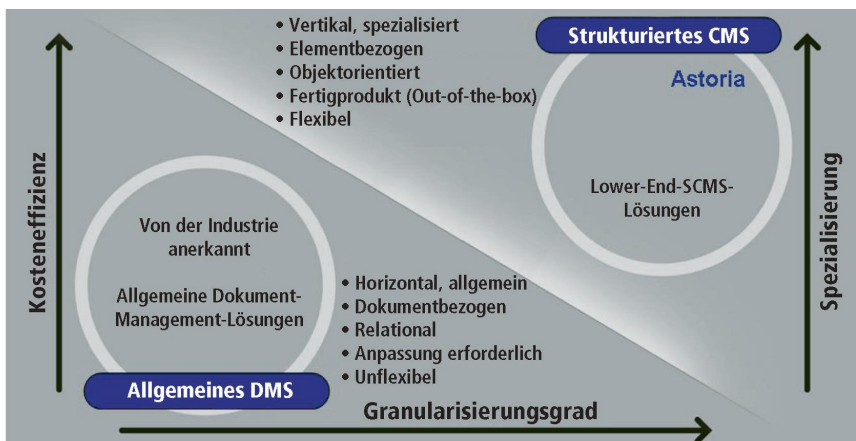 • Vertikal, spezialisiert
• Elementbezogen
• Objektorientiert
• Fertigprodukt (Out-of-the-box)
• Flexibel
Strukturiertes CMS
Astoria
Lower-End-SCMS-
Lösungen
Spezialisierung
Kosteneffizienz
Von der Industrie
anerkannt
Allgemeine Dokument-
Management-Lösungen
Allgemeines DMS
• Horizontal, allgemein
• Dokumentbezogen
• Relational
• Anpassung erforderlich
• Unflexibel
Granularisierungsgrad